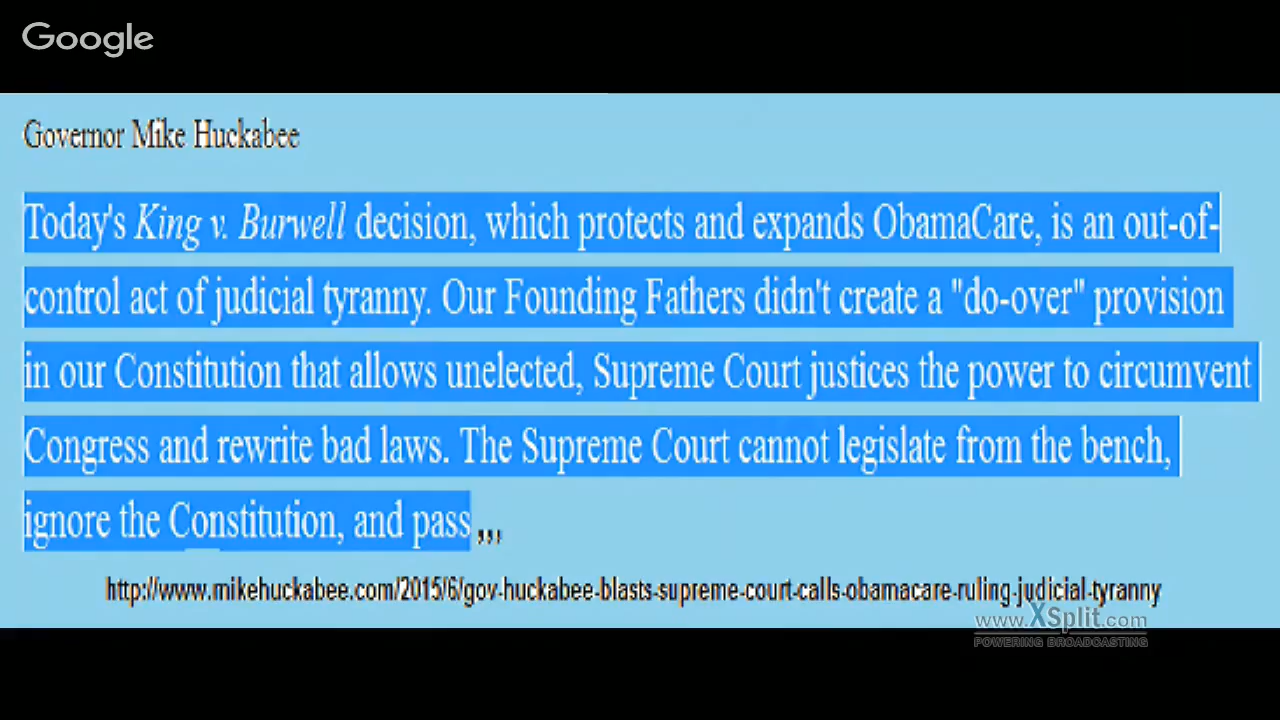 Google
Governor Mike Huckabee
Today's King v. Burwell decision, which protects and expands ObamaCare, is an out-of-
control act of judicial tyranny. Our Founding Fathers didn't create a "do-over" provision
in our Constitution that allows unelected, Supreme Court justices the power to circumvent
Congress and rewrite bad laws. The Supreme Court cannot legislate from the bench,
ignore the Constitution, and pass ,,,
http://www.mikehuckabee.com/2015/6/gov-huckabee-blasts-supreme-court-calls-obamacare-ruling-judicial-tyranny
www.XSplit.com
POWERING BROADCASTING